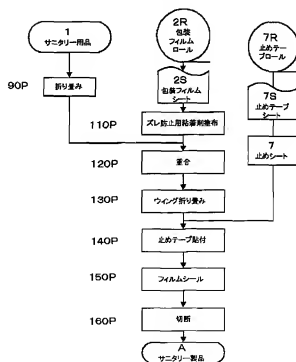 1
サニタリー用品
2R
包装
フィルム
ロール
7R
止めテー
プロール
90P
折り畳み
2S
包装フィルム
シート
7S
止めテープ
シート
110P
ズレ防止用粘着剤塗布
7
止めシート
120P
重合
130P
ウィング折り畳み
140P
止めテープ貼付
150P
フィルムシール
160P
切断
A
サニタリー製品